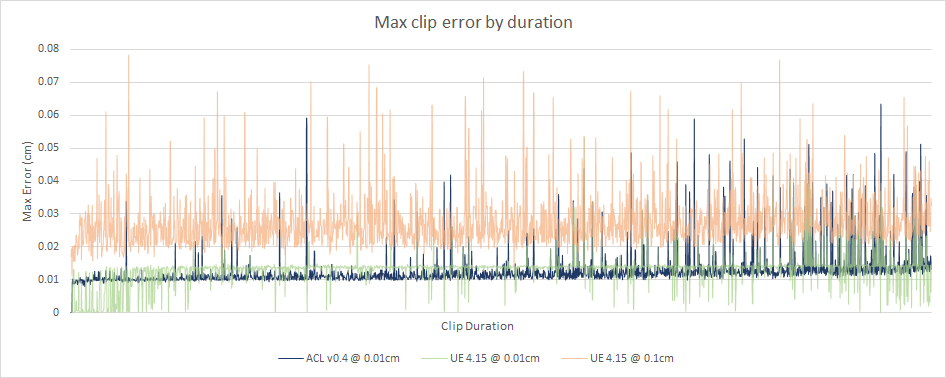 Max clip error by duration
0.08
0.07
0.06
0.05
0.04
0.03
0.02
0.01
0
Max Error (cm)
Clip Duration
ACL v0.4 @ 0.01cm
UE 4.15 @ 0.01cm
UE 4.15 @ 0.1cm